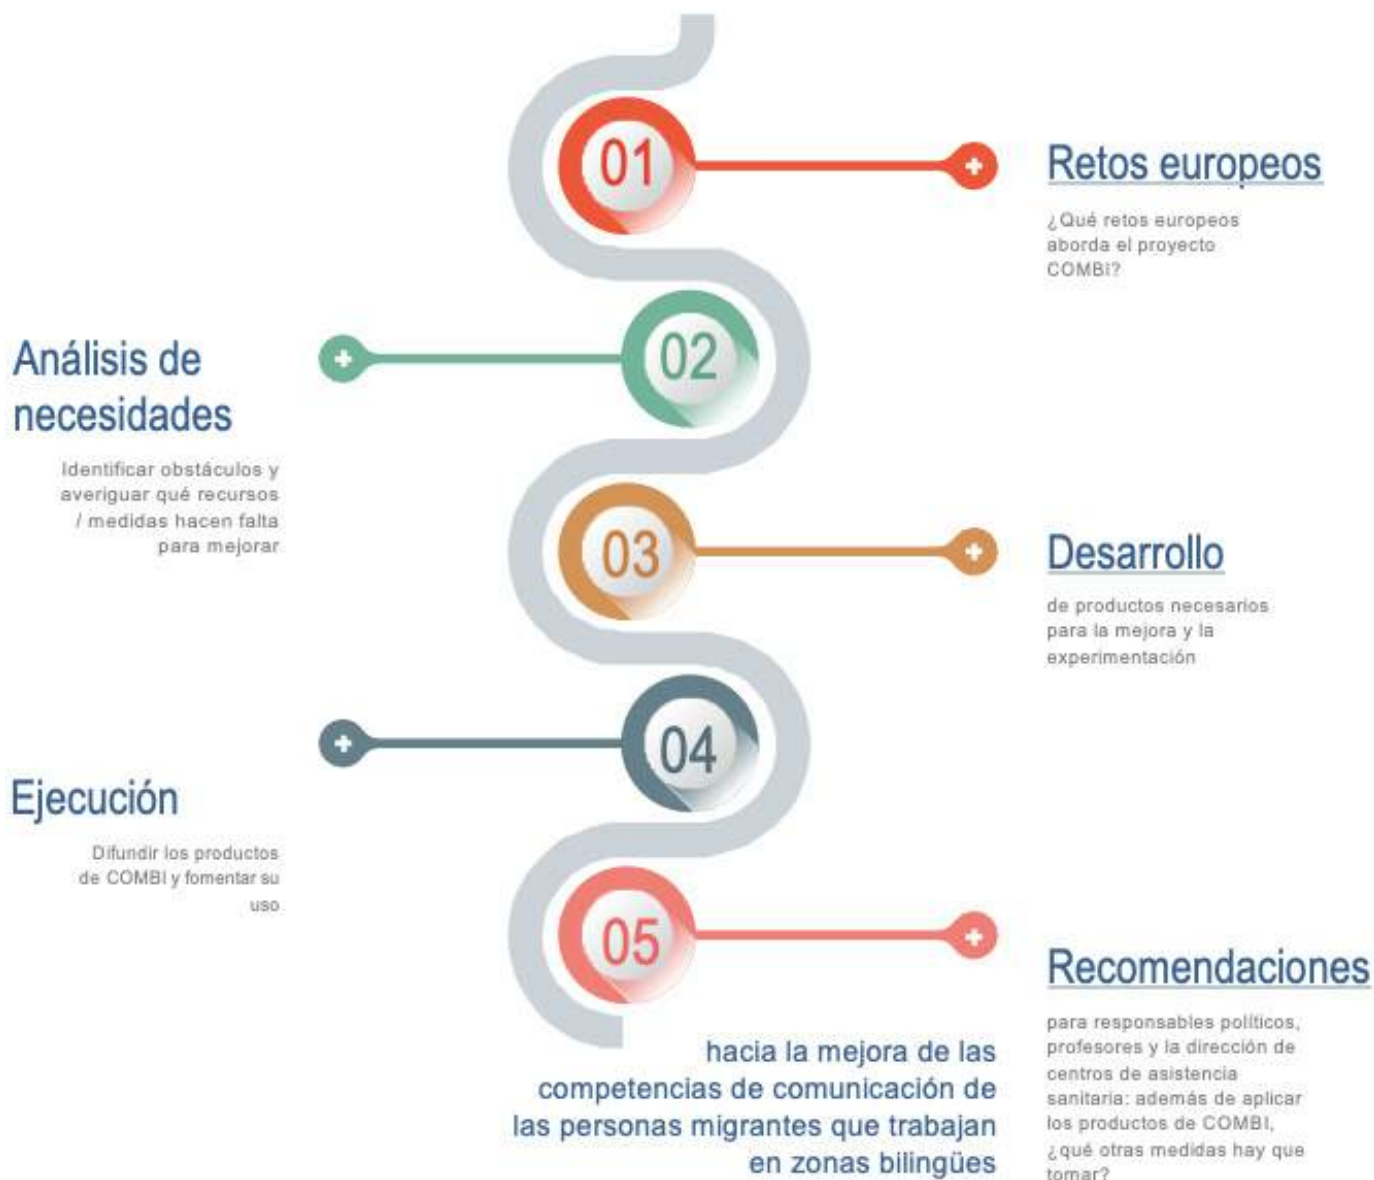 01
Retos europeos
¿Qué retos europeos
aborda el proyecto
COMBI?
02
Análisis de
necesidades
Identificar obstáculos y
averiguar qué recursos
/ medidas hacen falta
para mejorar
03
Desarrollo
de productos necesarios
para la mejora y la
experimentación
04
Ejecución
Difundir los productos
de COMBI y fomentar su
uso
05
Recomendaciones
para responsables políticos,
profesores y la dirección de
centros de asistencia
sanitaria: además de aplicar
los productos de COMBI,
¿qué otras medidas hay que
tomar?
hacia la mejora de las
competencias de comunicación de
las personas migrantes que trabajan
en zonas bilingües